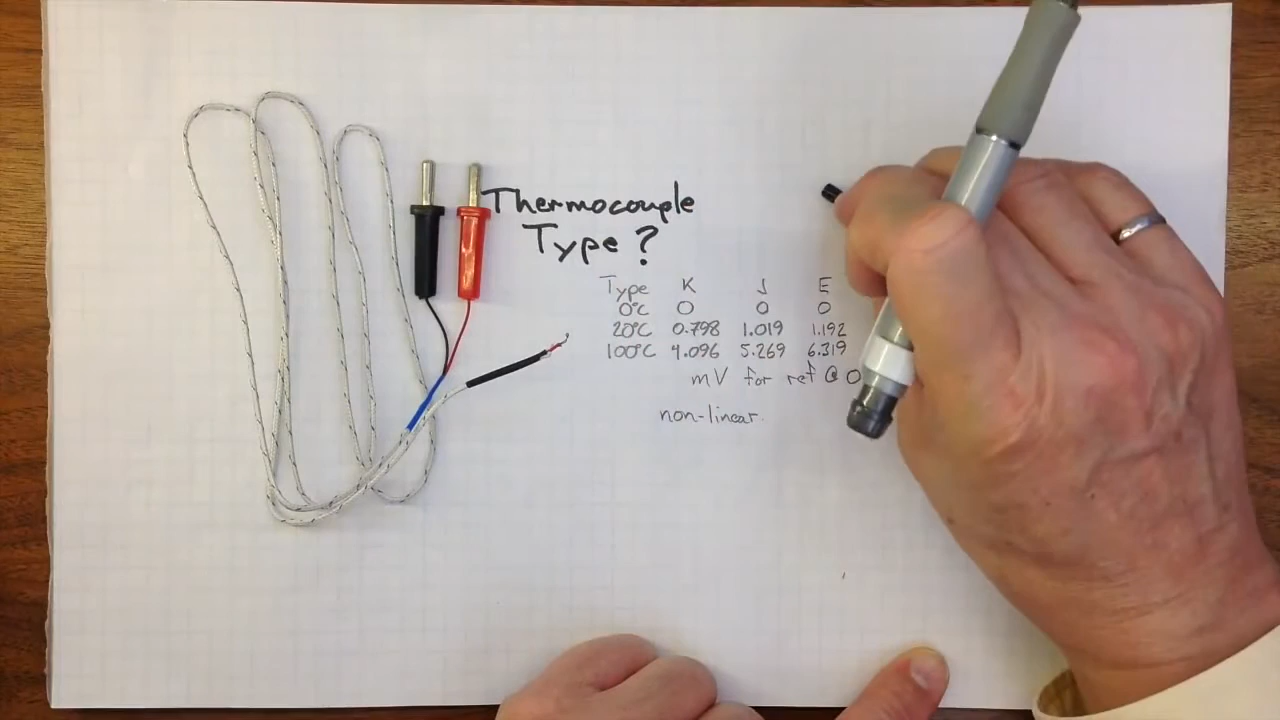 Thermocouple
Type ?
Type K J E
0°C 0 0 0
20°C 0.798 1.019 1.192
100°C 4.096 5.269 6.319
mV for ref @ 0
non-linear.